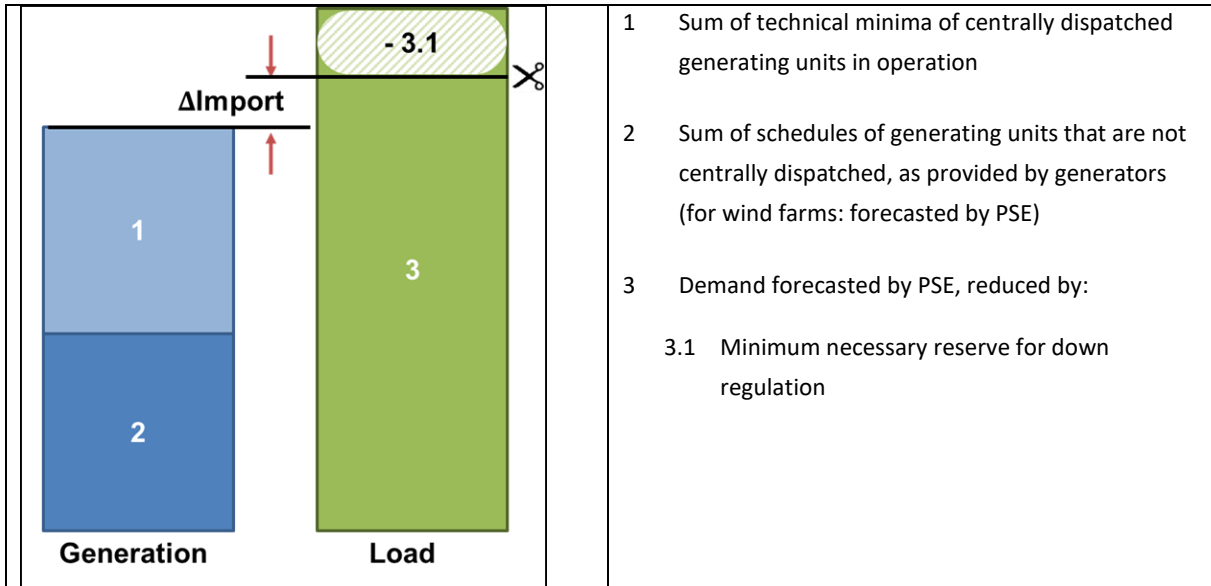 - 3.1
ΔImport
1
3
2
Generation
Load
1 Sum of technical minima of centrally dispatched
generating units in operation
2 Sum of schedules of generating units that are not
centrally dispatched, as provided by generators
(for wind farms: forecasted by PSE)
3 Demand forecasted by PSE, reduced by:
3.1 Minimum necessary reserve for down
regulation